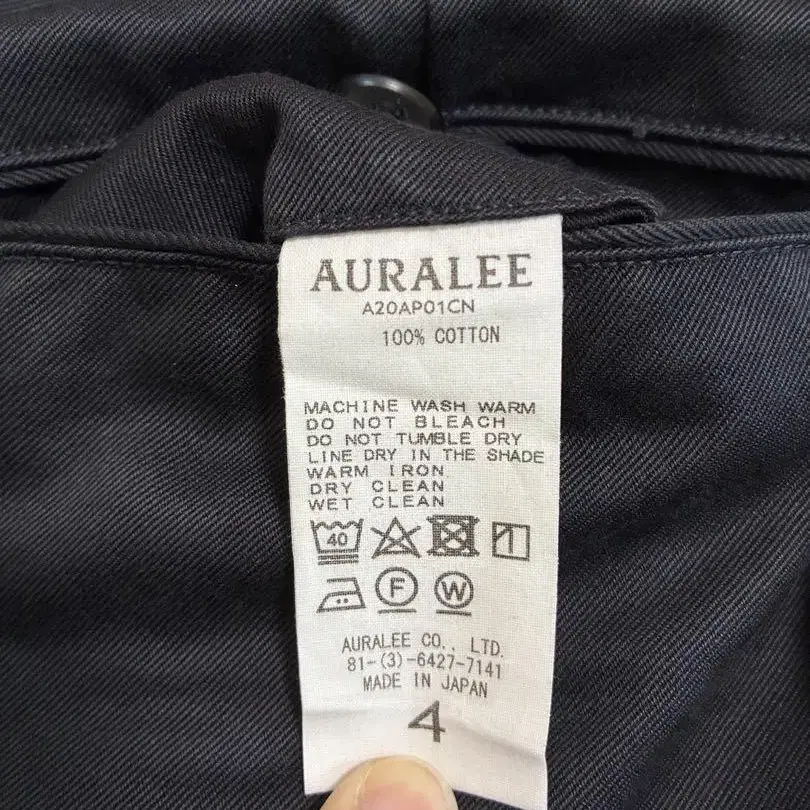 AURALEE
A20AP01CN
100% COTTON
MACHINE WASH WARM
DO NOT BLEACH
DO NOT TUMBLE DRY
LINE DRY IN THE SHADE
WARM IRON
DRY CLEAN
WET CLEAN
40
F W
AURALEE CO., LTD.
81-(3)-6427-7141
MADE IN JAPAN
4